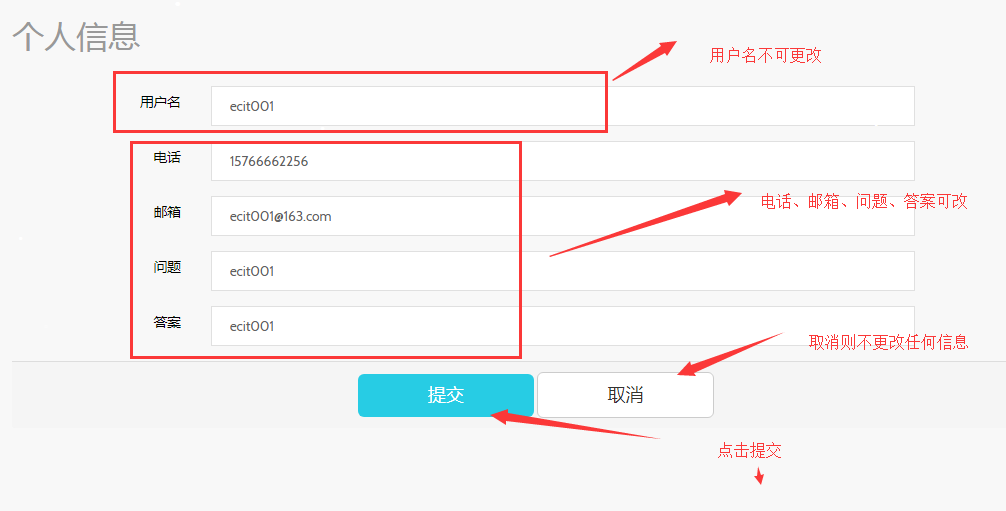 个人信息
用户名不可更改
用户名
ecit001
电话
15766662256
电话、邮箱、问题、答案可改
邮箱
ecit001@163.com
问题
ecit001
答案
ecit001
取消则不更改任何信息
提交
取消
点击提交